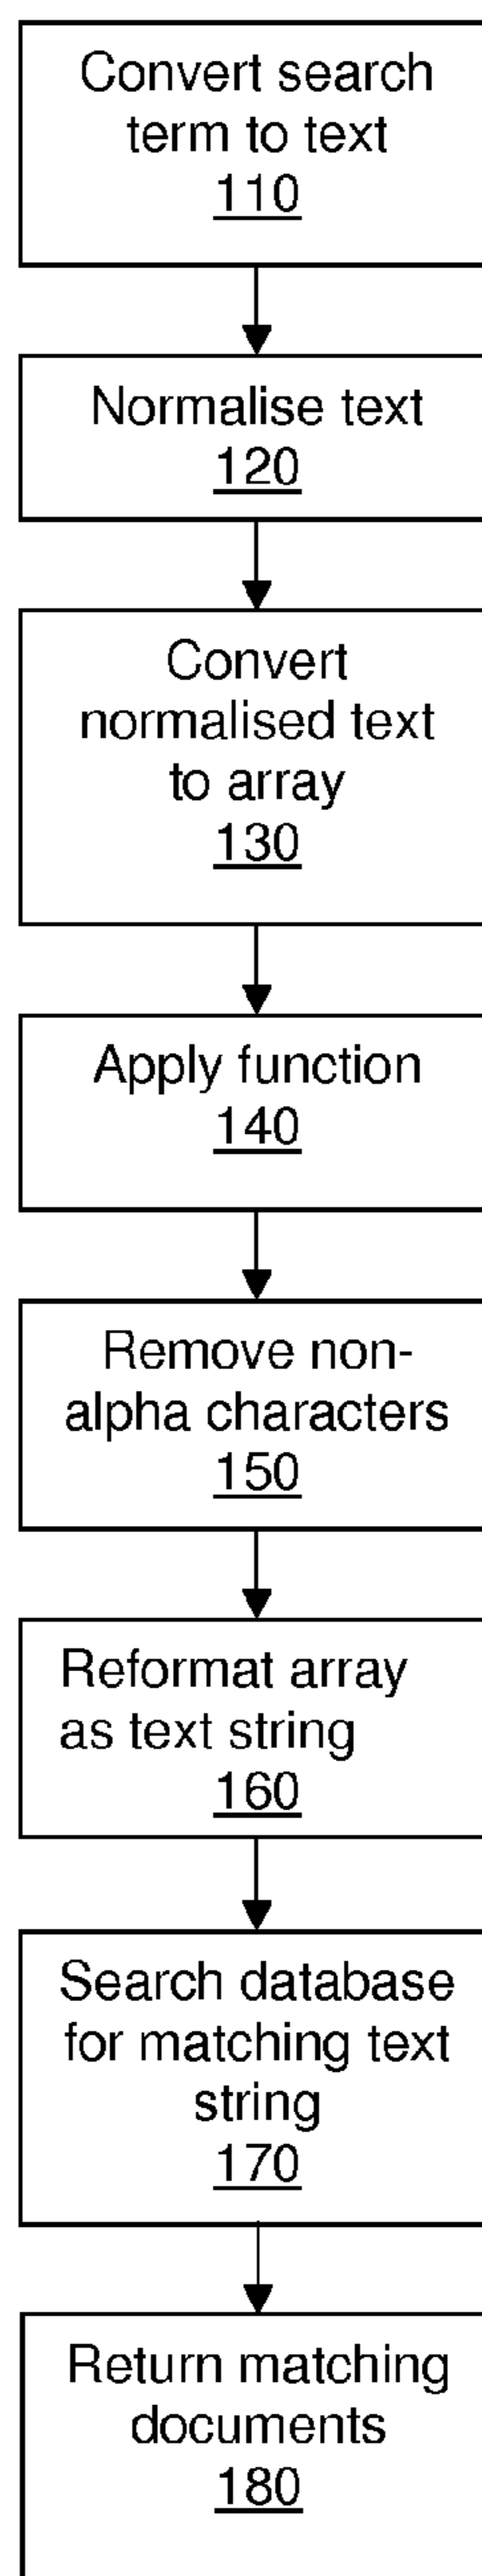 Convert search
term to text
110
Normalise text
120
Convert
normalised text
to array
130
Apply function
140
Remove non-
alpha characters
150
Reformat array
as text string
160
Search database
for matching text
string
170
Return matching
documents
180